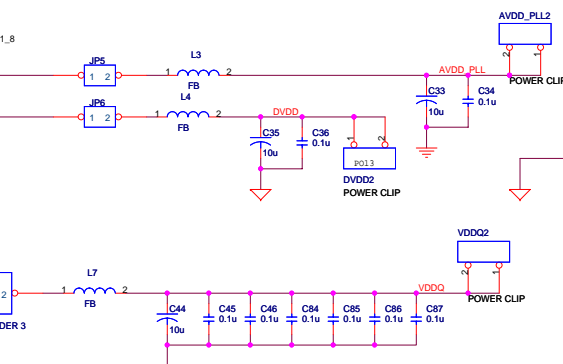 AVDD_PLL2
1_8
JP5
L3
2
1
1
2
1
2
AVDD_PLL
FB
POWER CLIP
C33
C34
0.1u
10u
JP6
L4
1
2
1
2
DVDD
FB
C35
C36
0.1u
10u
1
2
PO13
DVDD2
POWER CLIP
VDDQ2
L7
2
1
2
1
2
VDDQ
FB
POWER CLIP
DER 3
C44
C45
C46
C84
C85
C86
C87
10u
0.1u
0.1u
0.1u
0.1u
0.1u
0.1u